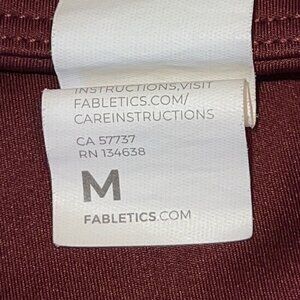 INSTRUCTIONS,VISIT
FABLETICS.COM/
CAREINSTRUCTIONS
CA 57737
RN 134638
M
FABLETICS.COM